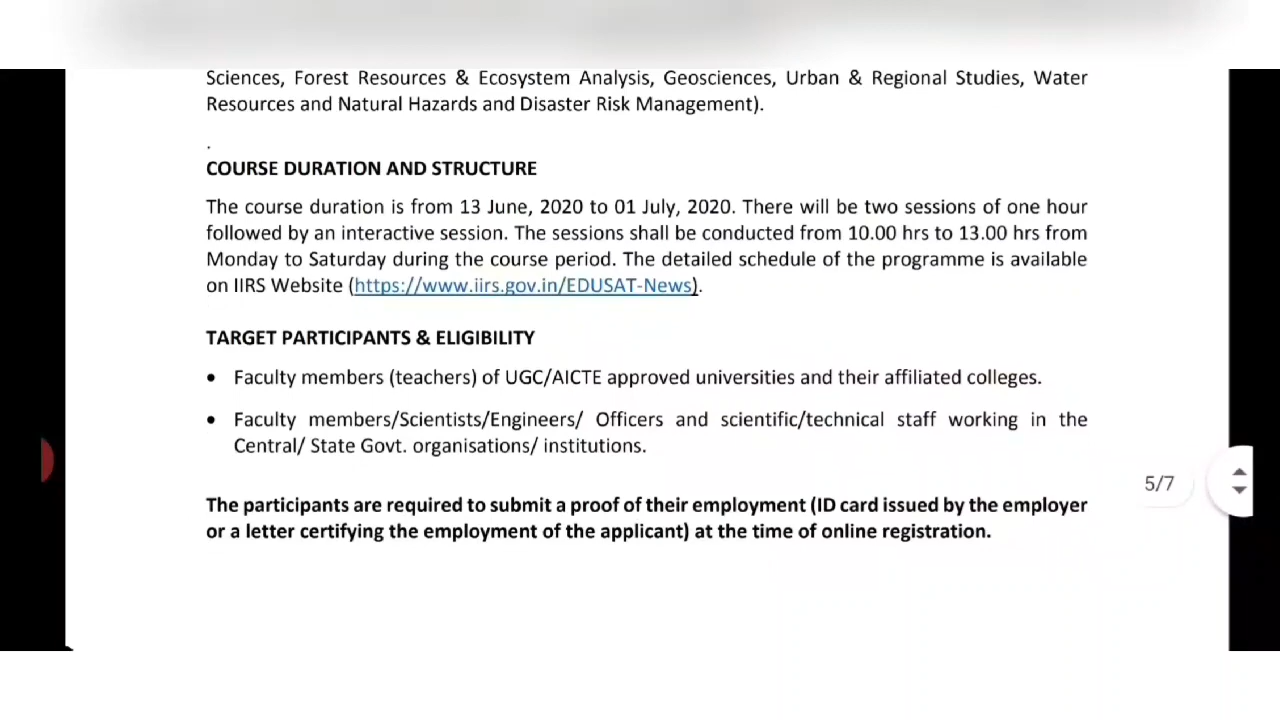 Sciences, Forest Resources & Ecosystem Analysis, Geosciences, Urban & Regional Studies, Water
Resources and Natural Hazards and Disaster Risk Management).
.
COURSE DURATION AND STRUCTURE
The course duration is from 13 June, 2020 to 01 July, 2020. There will be two sessions of one hour
followed by an interactive session. The sessions shall be conducted from 10.00 hrs to 13.00 hrs from
Monday to Saturday during the course period. The detailed schedule of the programme is available
on IIRS Website (https://www.iirs.gov.in/EDUSAT-News).
TARGET PARTICIPANTS & ELIGIBILITY
• Faculty members (teachers) of UGC/AICTE approved universities and their affiliated colleges.
• Faculty members/Scientists/Engineers/ Officers and scientific/technical staff working in the
Central/ State Govt. organisations/ institutions.
5/7
The participants are required to submit a proof of their employment (ID card issued by the employer
or a letter certifying the employment of the applicant) at the time of online registration.